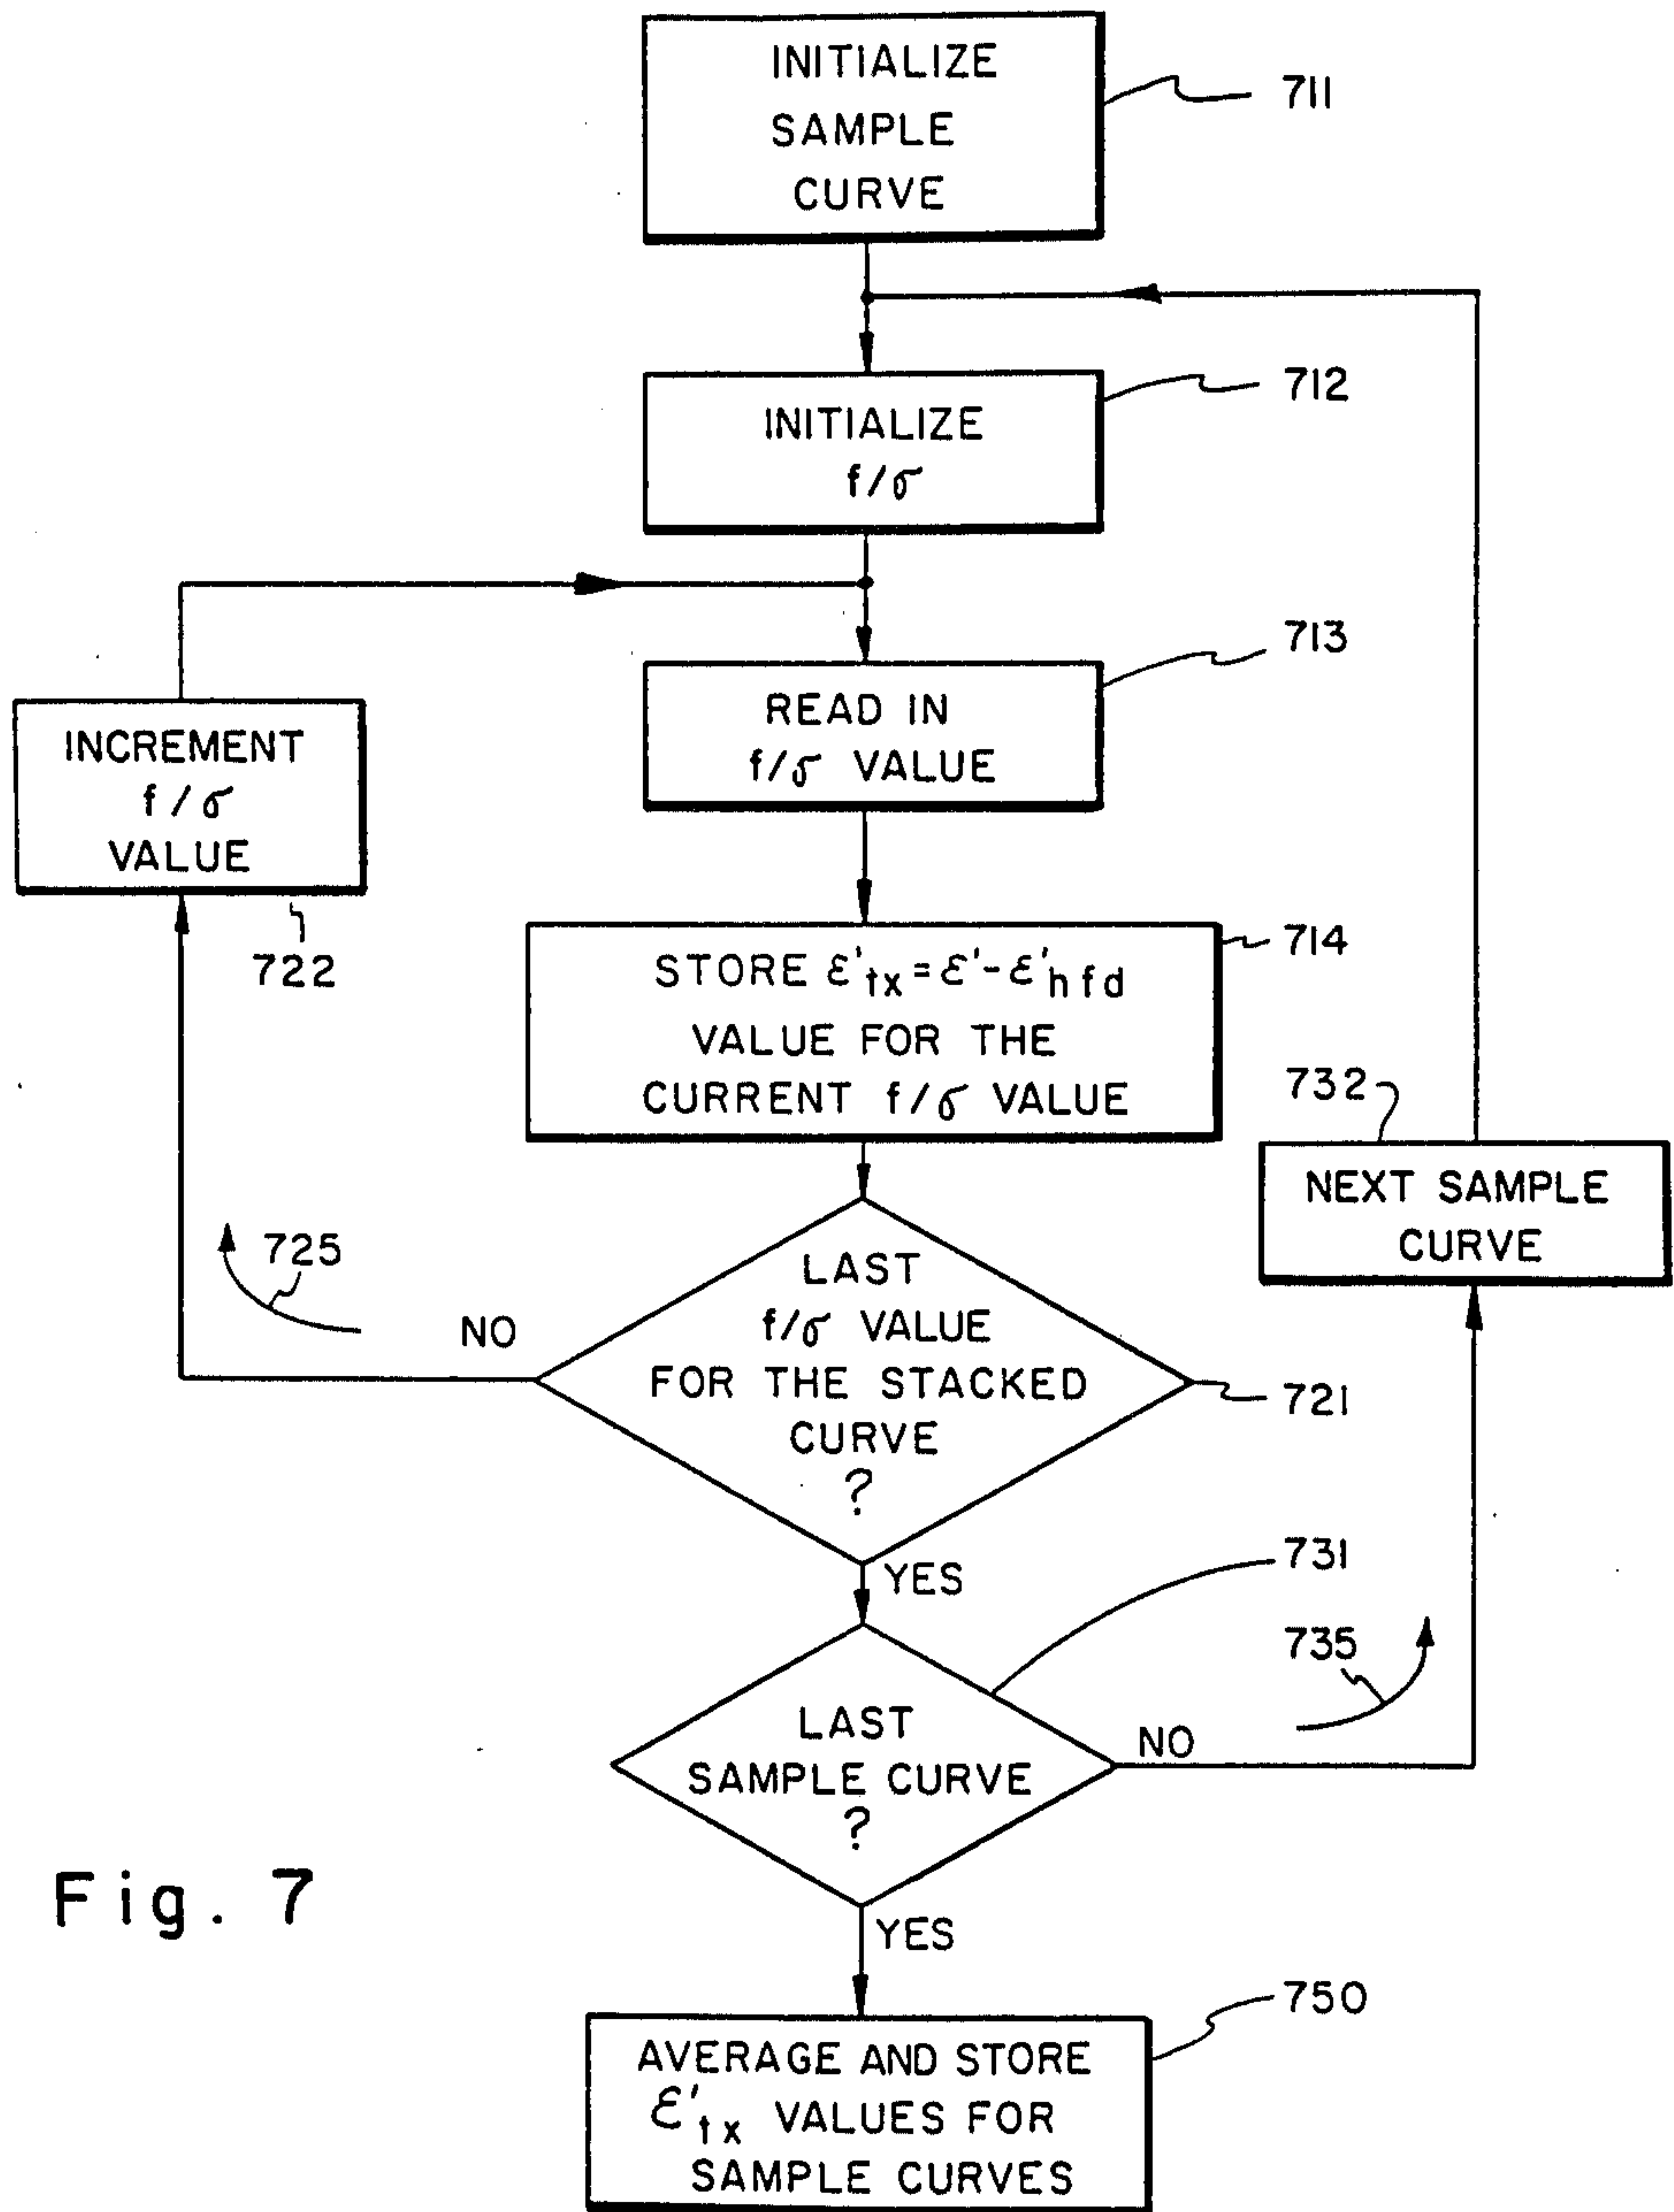 INITIALIZE
SAMPLE
CURVE
711
INITIALIZE
f/σ
712
READ IN
f/σ VALUE
713
INCREMENT
f/σ
VALUE
722
STORE ε'tx = ε' - ε'hfd
VALUE FOR THE
CURRENT f/σ VALUE
714
732
NEXT SAMPLE
CURVE
725
NO
LAST
f/σ VALUE
FOR THE STACKED
CURVE
?
721
YES
731
735
LAST
SAMPLE CURVE
?
NO
YES
Fig. 7
750
AVERAGE AND STORE
ε'tx VALUES FOR
SAMPLE CURVES